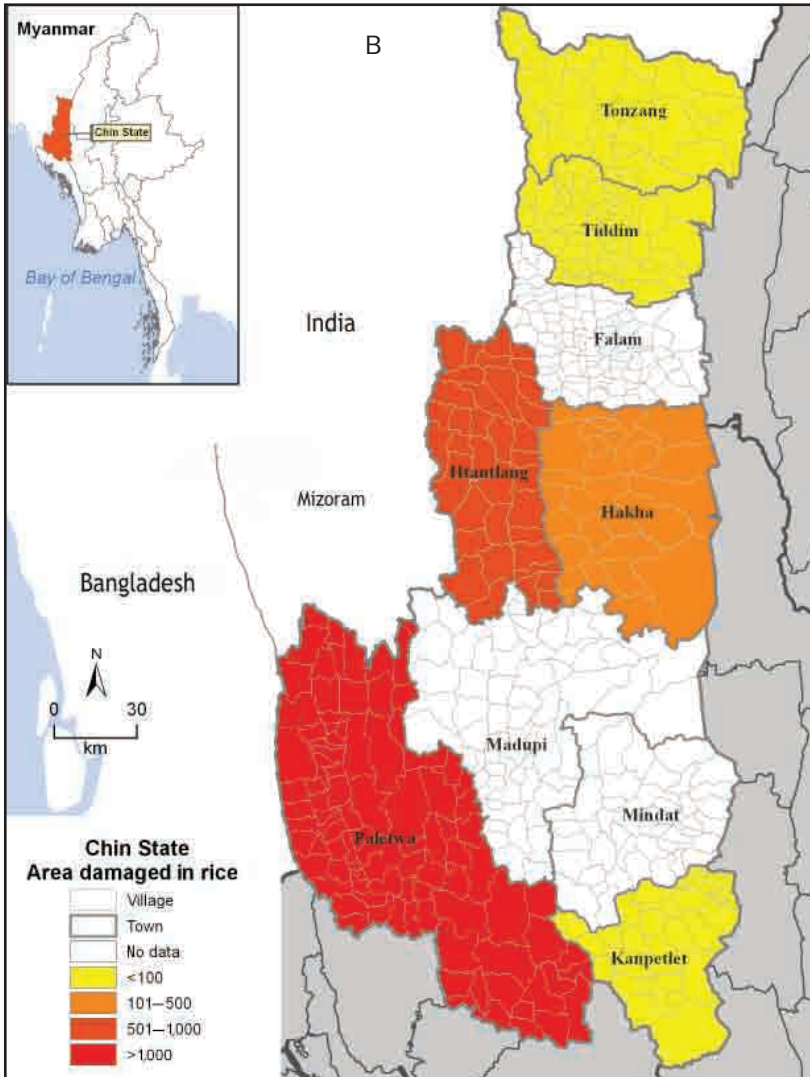 Myanmar
B
Chin State
Bay of Bengal
Tonzang
Tiddim
India
Falam
Htantlang
Mizoram
Hakha
Bangladesh
N
0 30
km
Madupi
Mindat
Paletwa
Kanpetlet
Chin State
Area damaged in rice
Village
Town
No data
<100
101–500
501–1,000
>1,000